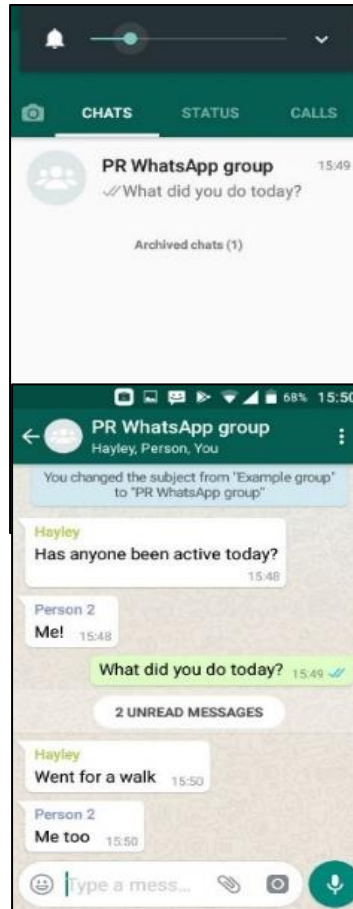 CHATS STATUS CALLS
PR WhatsApp group 15:49
What did you do today?
Archived chats (1)
68% 15:50
PR WhatsApp group
Hayley, Person, You
You changed the subject from "Example group"
to "PR WhatsApp group"
Hayley
Has anyone been active today?
15:48
Person 2
Me! 15:48
What did you do today? 15:49
2 UNREAD MESSAGES
Hayley
Went for a walk 15:50
Person 2
Me too 15:50
Type a mess...